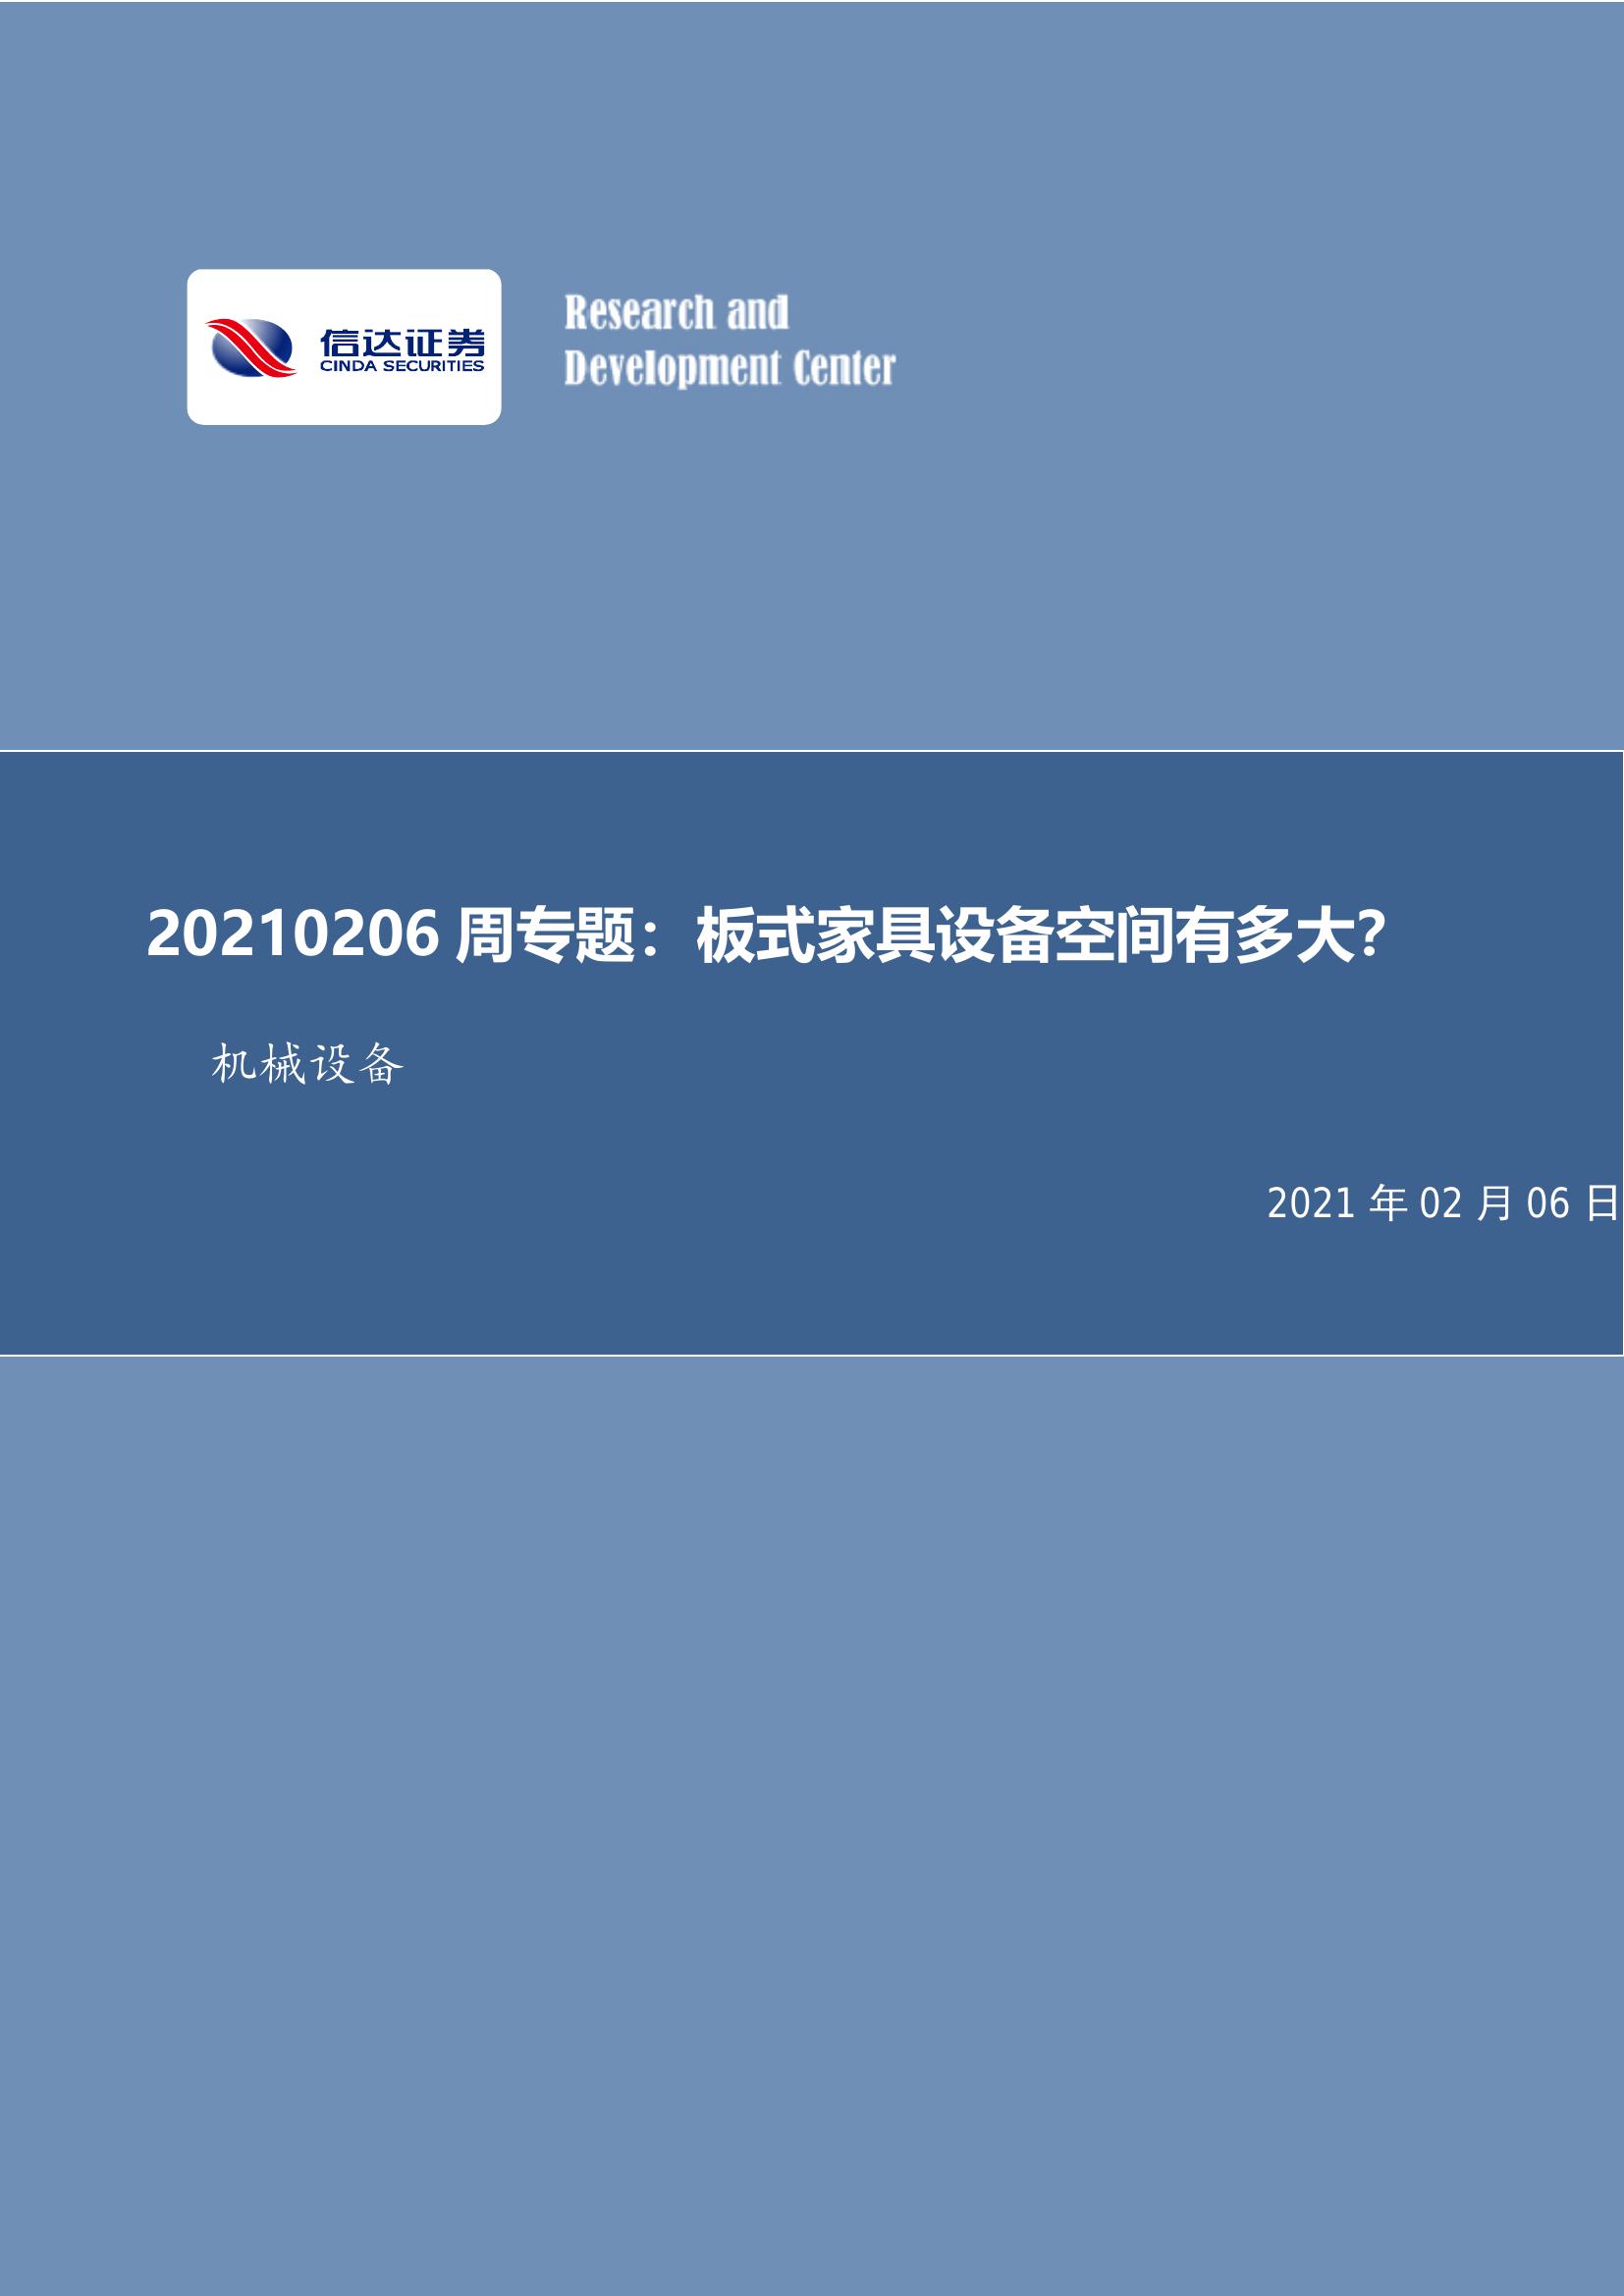 信达证券
CINDA SECURITIES
Research and
Development Center
20210206 周专题：板式家具设备空间有多大？
机械设备
2021 年 02 月 06 日